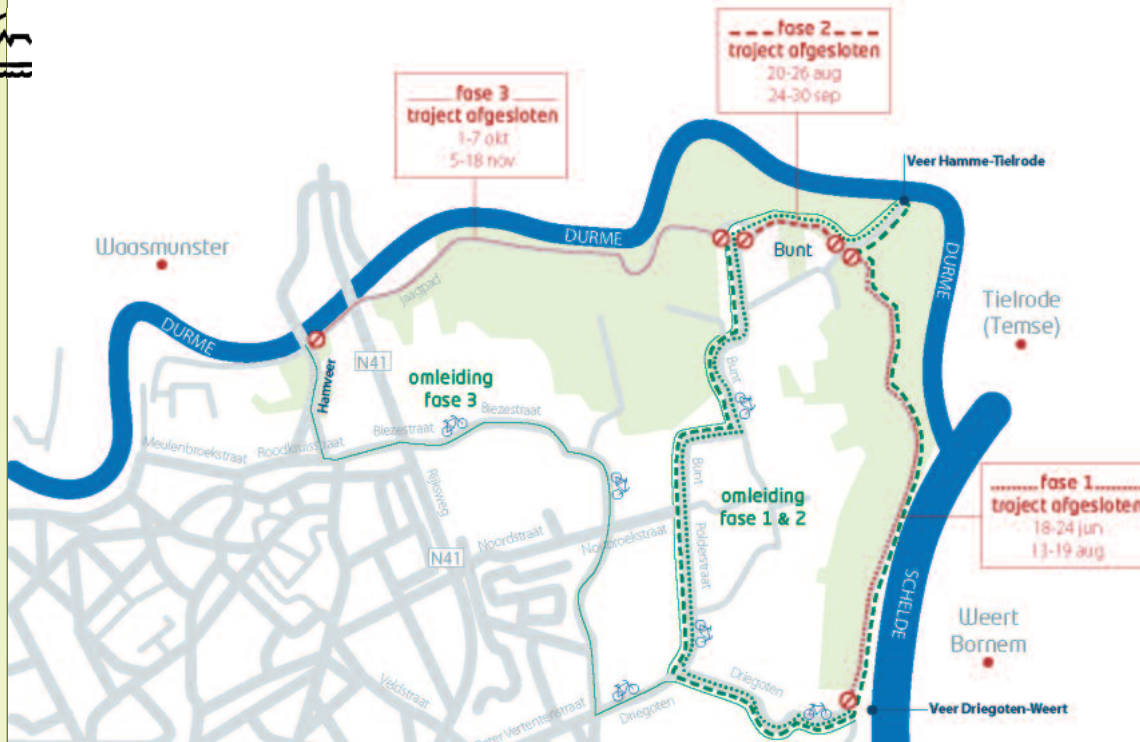 fase 2
traject afgesloten
20-26 aug
24-30 sep
fase 3
traject afgesloten
1-7 okt
5-18 nov
Veer Hamme-Tielrode
Waasmunster
DURME
Bunt
DURME
Jaagpad
Tielrode
(Temse)
DURME
N41
Hamveer
omleiding
fase 3
Bunt
Biezestraat
Biezestraat
Meulenbroekstraat
Roodkruisstraat
Rijksweg
Bunt
omleiding
fase 1 & 2
fase 1
traject afgesloten
18-24 jun
13-19 aug
Noordstraat
Polderstraat
N41
SCHELDE
Weert
Bornem
Driegoten
Veldstraat
Driegoten
Veer Driegoten-Weert